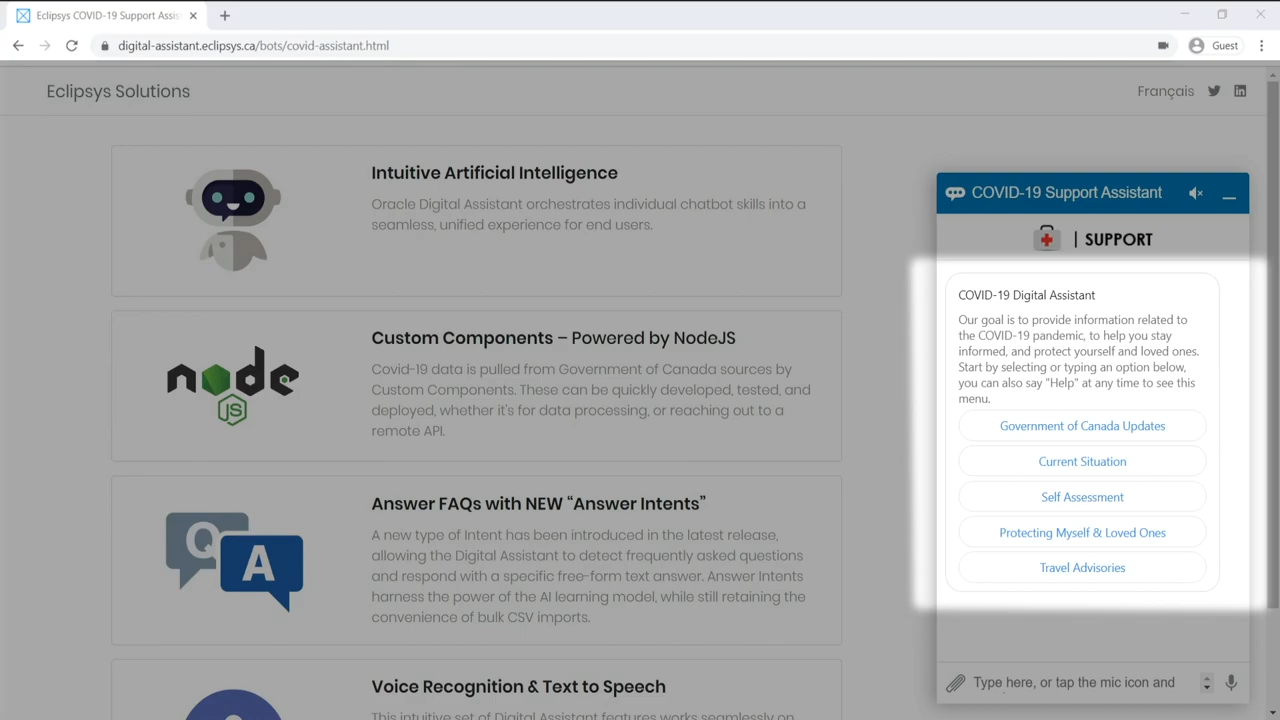 Eclipsys COVID-19 Support Assis
digital-assistant.eclipsys.ca/bots/covid-assistant.html
Guest
Eclipsys Solutions
Français
Intuitive Artificial Intelligence
Oracle Digital Assistant orchestrates individual chatbot skills into a
seamless, unified experience for end users.
node
JS
Custom Components – Powered by NodeJS
Covid-19 data is pulled from Government of Canada sources by
Custom Components. These can be quickly developed, tested, and
deployed, whether it's for data processing, or reaching out to a
remote API.
Q
A
Answer FAQs with NEW “Answer Intents”
A new type of Intent has been introduced in the latest release,
allowing the Digital Assistant to detect frequently asked questions
and respond with a specific free-form text answer. Answer Intents
harness the power of the AI learning model, while still retaining the
convenience of bulk CSV imports.
Voice Recognition & Text to Speech
This intuitive set of Digital Assistant features works seamlessly on
COVID-19 Support Assistant
| SUPPORT
COVID-19 Digital Assistant
Our goal is to provide information related to
the COVID-19 pandemic, to help you stay
informed, and protect yourself and loved ones.
Start by selecting or typing an option below,
you can also say "Help" at any time to see this
menu.
Government of Canada Updates
Current Situation
Self Assessment
Protecting Myself & Loved Ones
Travel Advisories
Type here, or tap the mic icon and